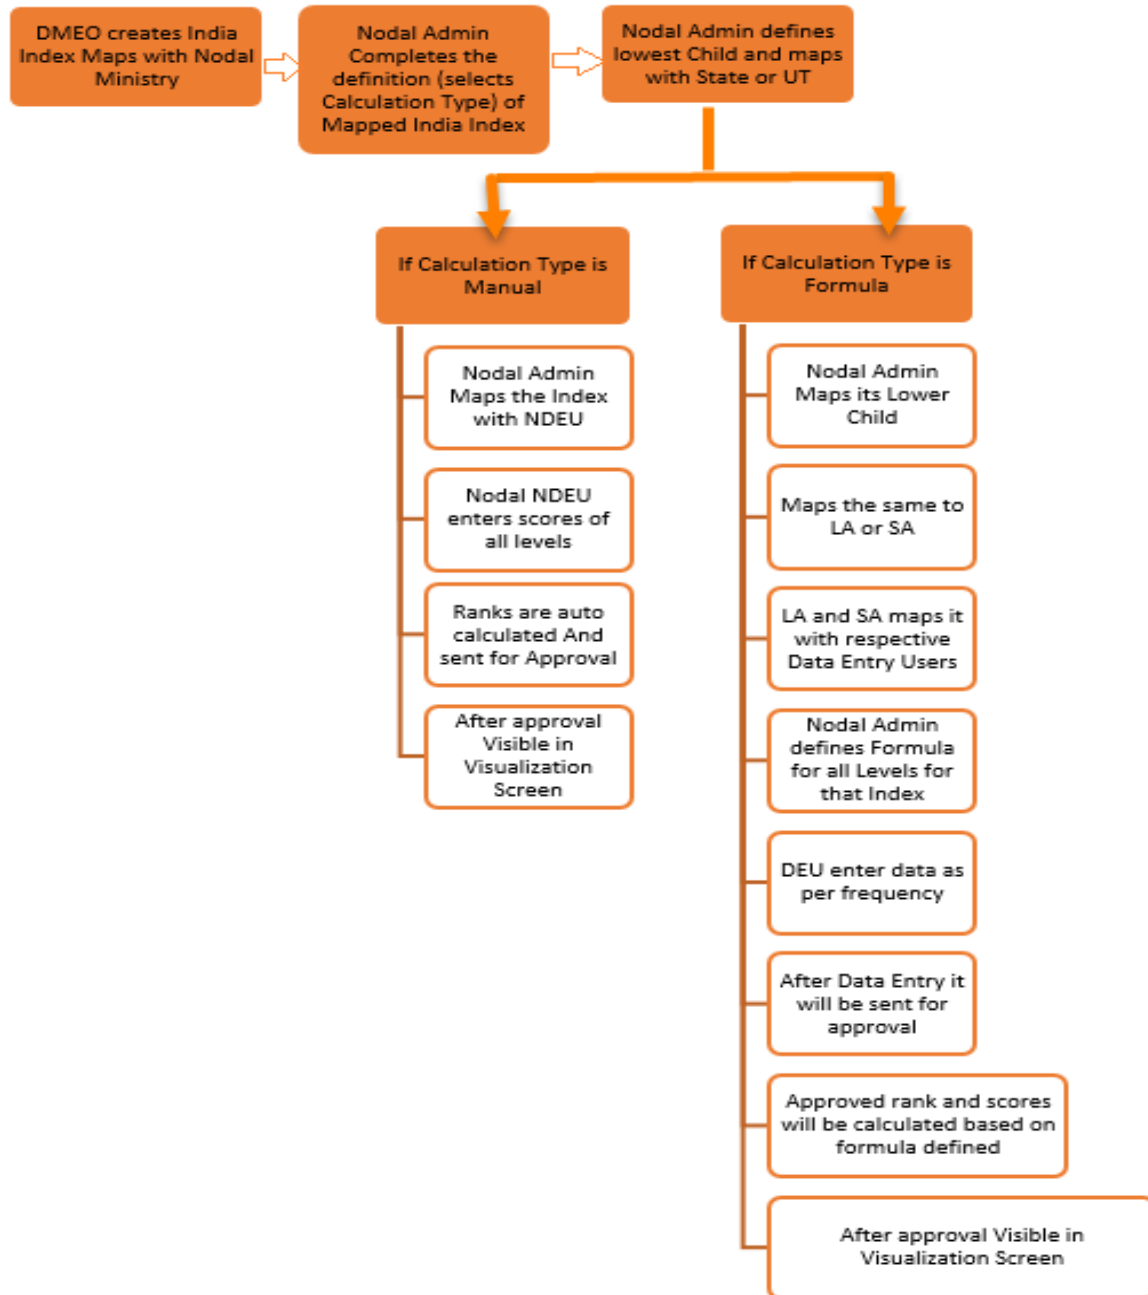 DMEO creates India
Index Maps with Nodal
Ministry
Nodal Admin
Completes the
definition (selects
Calculation Type) of
Mapped India Index
Nodal Admin defines
lowest Child and maps
with State or UT
If Calculation Type is
Manual
Nodal Admin
Maps the Index
with NDEU
Nodal NDEU
enters scores of
all levels
Ranks are auto
calculated And
sent for Approval
After approval
Visible in
Visualization
Screen
If Calculation Type is
Formula
Nodal Admin
Maps its Lower
Child
Maps the same to
LA or SA
LA and SA maps it
with respective
Data Entry Users
Nodal Admin
defines Formula
for all Levels for
that Index
DEU enter data as
per frequency
After Data Entry it
will be sent for
approval
Approved rank and scores
will be calculated based on
formula defined
After approval Visible in
Visualization Screen